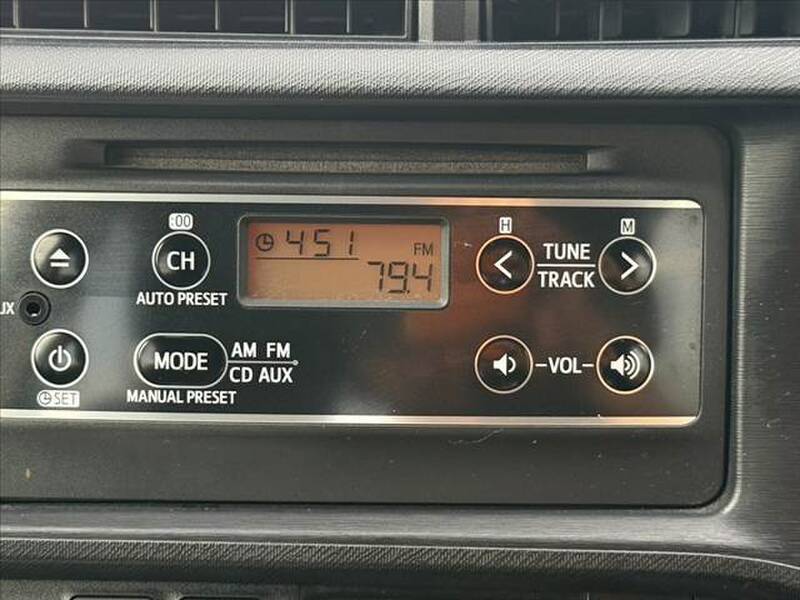 :00
CH
AUTO PRESET
451
FM
79.4
H
M
TUNE
TRACK
UX
MODE
AM FM
CD AUX
MANUAL PRESET
SET
-VOL-